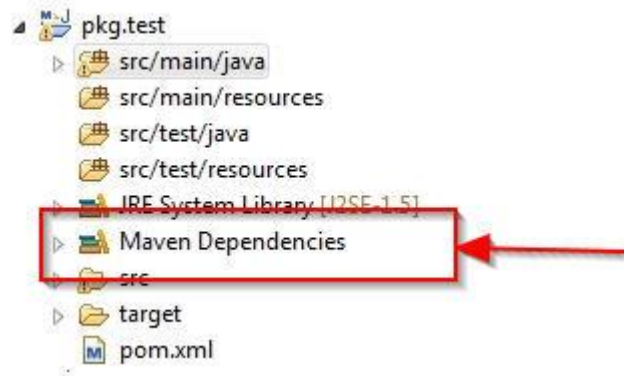 pkg.test
src/main/java
src/main/resources
src/test/java
src/test/resources
JRE System Library [J2SE-1.5]
Maven Dependencies
src
target
pom.xml